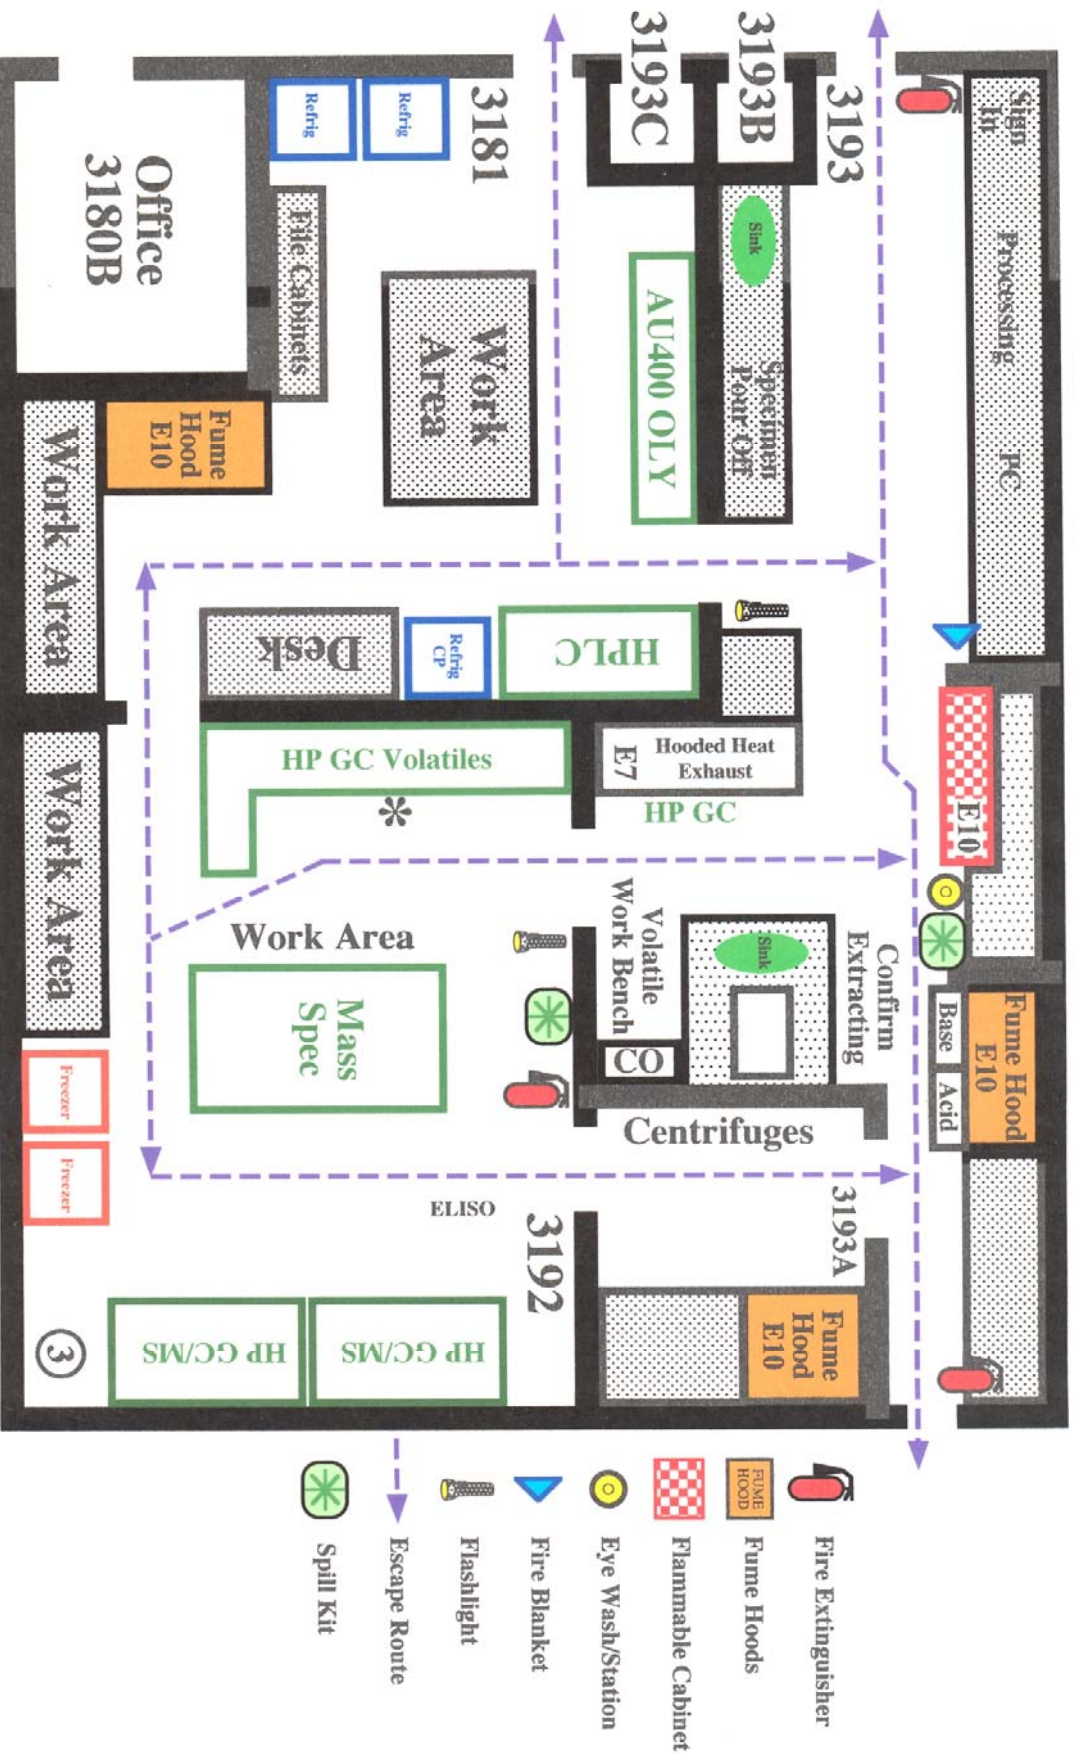 Sign
In
Processing
PC
3193
3193B
3193C
3181
Refrig
Refrig
File Cabinets
Office
3180B
Sink
Specimen
Pour Off
AU400 OLY
Work
Area
Fume
Hood
E10
Work Area
Work Area
HPLC
Refrig
CP
Desk
Hooded Heat
Exhaust
E7
HP GC
HP GC Volatiles
*
E10
Confirm
Extracting
Sink
Volatile
Work Bench
CO
Work Area
Mass
Spec
Fume Hood
E10
Base
Acid
Centrifuges
Freezer
Freezer
ELISO
3193A
3192
Fume
Hood
E10
HP GC/MS
HP GC/MS
3
Fire Extinguisher
FUME
HOOD
Fume Hoods
Flammable Cabinet
Eye Wash/Station
Fire Blanket
Flashlight
Escape Route
Spill Kit